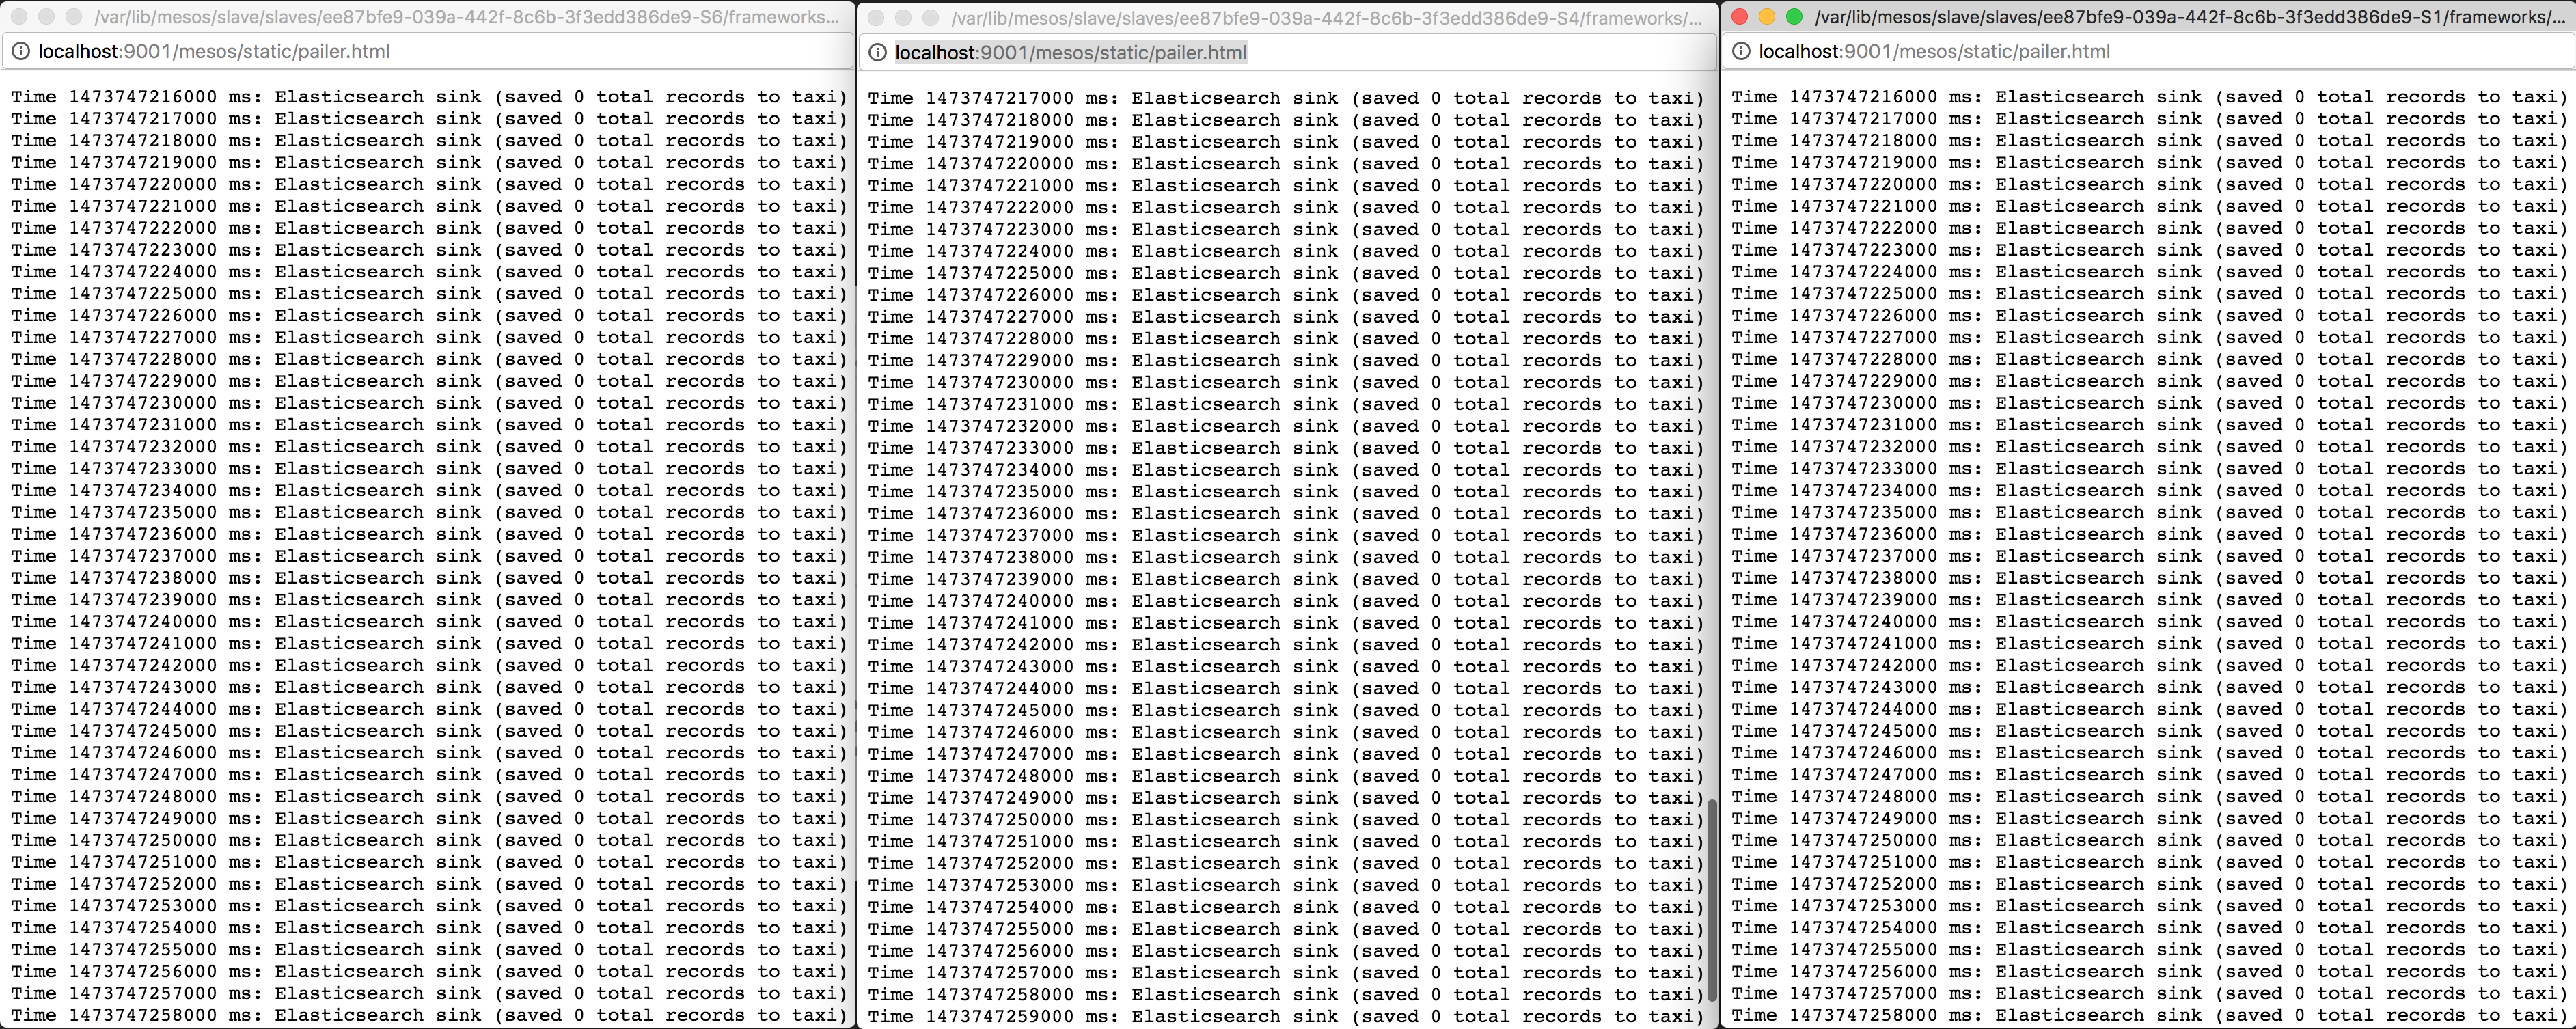 /var/lib/mesos/slave/slaves/ee87bfe9-039a-442f-8c6b-3f3edd386de9-S6/frameworks...
localhost:9001/mesos/static/pailer.html
Time 1473747216000 ms: Elasticsearch sink (saved 0 total records to taxi)
Time 1473747217000 ms: Elasticsearch sink (saved 0 total records to taxi)
Time 1473747218000 ms: Elasticsearch sink (saved 0 total records to taxi)
Time 1473747219000 ms: Elasticsearch sink (saved 0 total records to taxi)
Time 1473747220000 ms: Elasticsearch sink (saved 0 total records to taxi)
Time 1473747221000 ms: Elasticsearch sink (saved 0 total records to taxi)
Time 1473747222000 ms: Elasticsearch sink (saved 0 total records to taxi)
Time 1473747223000 ms: Elasticsearch sink (saved 0 total records to taxi)
Time 1473747224000 ms: Elasticsearch sink (saved 0 total records to taxi)
Time 1473747225000 ms: Elasticsearch sink (saved 0 total records to taxi)
Time 1473747226000 ms: Elasticsearch sink (saved 0 total records to taxi)
Time 1473747227000 ms: Elasticsearch sink (saved 0 total records to taxi)
Time 1473747228000 ms: Elasticsearch sink (saved 0 total records to taxi)
Time 1473747229000 ms: Elasticsearch sink (saved 0 total records to taxi)
Time 1473747230000 ms: Elasticsearch sink (saved 0 total records to taxi)
Time 1473747231000 ms: Elasticsearch sink (saved 0 total records to taxi)
Time 1473747232000 ms: Elasticsearch sink (saved 0 total records to taxi)
Time 1473747233000 ms: Elasticsearch sink (saved 0 total records to taxi)
Time 1473747234000 ms: Elasticsearch sink (saved 0 total records to taxi)
Time 1473747235000 ms: Elasticsearch sink (saved 0 total records to taxi)
Time 1473747236000 ms: Elasticsearch sink (saved 0 total records to taxi)
Time 1473747237000 ms: Elasticsearch sink (saved 0 total records to taxi)
Time 1473747238000 ms: Elasticsearch sink (saved 0 total records to taxi)
Time 1473747239000 ms: Elasticsearch sink (saved 0 total records to taxi)
Time 1473747240000 ms: Elasticsearch sink (saved 0 total records to taxi)
Time 1473747241000 ms: Elasticsearch sink (saved 0 total records to taxi)
Time 1473747242000 ms: Elasticsearch sink (saved 0 total records to taxi)
Time 1473747243000 ms: Elasticsearch sink (saved 0 total records to taxi)
Time 1473747244000 ms: Elasticsearch sink (saved 0 total records to taxi)
Time 1473747245000 ms: Elasticsearch sink (saved 0 total records to taxi)
Time 1473747246000 ms: Elasticsearch sink (saved 0 total records to taxi)
Time 1473747247000 ms: Elasticsearch sink (saved 0 total records to taxi)
Time 1473747248000 ms: Elasticsearch sink (saved 0 total records to taxi)
Time 1473747249000 ms: Elasticsearch sink (saved 0 total records to taxi)
Time 1473747250000 ms: Elasticsearch sink (saved 0 total records to taxi)
Time 1473747251000 ms: Elasticsearch sink (saved 0 total records to taxi)
Time 1473747252000 ms: Elasticsearch sink (saved 0 total records to taxi)
Time 1473747253000 ms: Elasticsearch sink (saved 0 total records to taxi)
Time 1473747254000 ms: Elasticsearch sink (saved 0 total records to taxi)
Time 1473747255000 ms: Elasticsearch sink (saved 0 total records to taxi)
Time 1473747256000 ms: Elasticsearch sink (saved 0 total records to taxi)
Time 1473747257000 ms: Elasticsearch sink (saved 0 total records to taxi)
Time 1473747258000 ms: Elasticsearch sink (saved 0 total records to taxi)
/var/lib/mesos/slave/slaves/ee87bfe9-039a-442f-8c6b-3f3edd386de9-S4/frameworks/...
localhost:9001/mesos/static/pailer.html
Time 1473747217000 ms: Elasticsearch sink (saved 0 total records to taxi)
Time 1473747218000 ms: Elasticsearch sink (saved 0 total records to taxi)
Time 1473747219000 ms: Elasticsearch sink (saved 0 total records to taxi)
Time 1473747220000 ms: Elasticsearch sink (saved 0 total records to taxi)
Time 1473747221000 ms: Elasticsearch sink (saved 0 total records to taxi)
Time 1473747222000 ms: Elasticsearch sink (saved 0 total records to taxi)
Time 1473747223000 ms: Elasticsearch sink (saved 0 total records to taxi)
Time 1473747224000 ms: Elasticsearch sink (saved 0 total records to taxi)
Time 1473747225000 ms: Elasticsearch sink (saved 0 total records to taxi)
Time 1473747226000 ms: Elasticsearch sink (saved 0 total records to taxi)
Time 1473747227000 ms: Elasticsearch sink (saved 0 total records to taxi)
Time 1473747228000 ms: Elasticsearch sink (saved 0 total records to taxi)
Time 1473747229000 ms: Elasticsearch sink (saved 0 total records to taxi)
Time 1473747230000 ms: Elasticsearch sink (saved 0 total records to taxi)
Time 1473747231000 ms: Elasticsearch sink (saved 0 total records to taxi)
Time 1473747232000 ms: Elasticsearch sink (saved 0 total records to taxi)
Time 1473747233000 ms: Elasticsearch sink (saved 0 total records to taxi)
Time 1473747234000 ms: Elasticsearch sink (saved 0 total records to taxi)
Time 1473747235000 ms: Elasticsearch sink (saved 0 total records to taxi)
Time 1473747236000 ms: Elasticsearch sink (saved 0 total records to taxi)
Time 1473747237000 ms: Elasticsearch sink (saved 0 total records to taxi)
Time 1473747238000 ms: Elasticsearch sink (saved 0 total records to taxi)
Time 1473747239000 ms: Elasticsearch sink (saved 0 total records to taxi)
Time 1473747240000 ms: Elasticsearch sink (saved 0 total records to taxi)
Time 1473747241000 ms: Elasticsearch sink (saved 0 total records to taxi)
Time 1473747242000 ms: Elasticsearch sink (saved 0 total records to taxi)
Time 1473747243000 ms: Elasticsearch sink (saved 0 total records to taxi)
Time 1473747244000 ms: Elasticsearch sink (saved 0 total records to taxi)
Time 1473747245000 ms: Elasticsearch sink (saved 0 total records to taxi)
Time 1473747246000 ms: Elasticsearch sink (saved 0 total records to taxi)
Time 1473747247000 ms: Elasticsearch sink (saved 0 total records to taxi)
Time 1473747248000 ms: Elasticsearch sink (saved 0 total records to taxi)
Time 1473747249000 ms: Elasticsearch sink (saved 0 total records to taxi)
Time 1473747250000 ms: Elasticsearch sink (saved 0 total records to taxi)
Time 1473747251000 ms: Elasticsearch sink (saved 0 total records to taxi)
Time 1473747252000 ms: Elasticsearch sink (saved 0 total records to taxi)
Time 1473747253000 ms: Elasticsearch sink (saved 0 total records to taxi)
Time 1473747254000 ms: Elasticsearch sink (saved 0 total records to taxi)
Time 1473747255000 ms: Elasticsearch sink (saved 0 total records to taxi)
Time 1473747256000 ms: Elasticsearch sink (saved 0 total records to taxi)
Time 1473747257000 ms: Elasticsearch sink (saved 0 total records to taxi)
Time 1473747258000 ms: Elasticsearch sink (saved 0 total records to taxi)
Time 1473747259000 ms: Elasticsearch sink (saved 0 total records to taxi)
/var/lib/mesos/slave/slaves/ee87bfe9-039a-442f-8c6b-3f3edd386de9-S1/frameworks/...
localhost:9001/mesos/static/pailer.html
Time 1473747216000 ms: Elasticsearch sink (saved 0 total records to taxi)
Time 1473747217000 ms: Elasticsearch sink (saved 0 total records to taxi)
Time 1473747218000 ms: Elasticsearch sink (saved 0 total records to taxi)
Time 1473747219000 ms: Elasticsearch sink (saved 0 total records to taxi)
Time 1473747220000 ms: Elasticsearch sink (saved 0 total records to taxi)
Time 1473747221000 ms: Elasticsearch sink (saved 0 total records to taxi)
Time 1473747222000 ms: Elasticsearch sink (saved 0 total records to taxi)
Time 1473747223000 ms: Elasticsearch sink (saved 0 total records to taxi)
Time 1473747224000 ms: Elasticsearch sink (saved 0 total records to taxi)
Time 1473747225000 ms: Elasticsearch sink (saved 0 total records to taxi)
Time 1473747226000 ms: Elasticsearch sink (saved 0 total records to taxi)
Time 1473747227000 ms: Elasticsearch sink (saved 0 total records to taxi)
Time 1473747228000 ms: Elasticsearch sink (saved 0 total records to taxi)
Time 1473747229000 ms: Elasticsearch sink (saved 0 total records to taxi)
Time 1473747230000 ms: Elasticsearch sink (saved 0 total records to taxi)
Time 1473747231000 ms: Elasticsearch sink (saved 0 total records to taxi)
Time 1473747232000 ms: Elasticsearch sink (saved 0 total records to taxi)
Time 1473747233000 ms: Elasticsearch sink (saved 0 total records to taxi)
Time 1473747234000 ms: Elasticsearch sink (saved 0 total records to taxi)
Time 1473747235000 ms: Elasticsearch sink (saved 0 total records to taxi)
Time 1473747236000 ms: Elasticsearch sink (saved 0 total records to taxi)
Time 1473747237000 ms: Elasticsearch sink (saved 0 total records to taxi)
Time 1473747238000 ms: Elasticsearch sink (saved 0 total records to taxi)
Time 1473747239000 ms: Elasticsearch sink (saved 0 total records to taxi)
Time 1473747240000 ms: Elasticsearch sink (saved 0 total records to taxi)
Time 1473747241000 ms: Elasticsearch sink (saved 0 total records to taxi)
Time 1473747242000 ms: Elasticsearch sink (saved 0 total records to taxi)
Time 1473747243000 ms: Elasticsearch sink (saved 0 total records to taxi)
Time 1473747244000 ms: Elasticsearch sink (saved 0 total records to taxi)
Time 1473747245000 ms: Elasticsearch sink (saved 0 total records to taxi)
Time 1473747246000 ms: Elasticsearch sink (saved 0 total records to taxi)
Time 1473747247000 ms: Elasticsearch sink (saved 0 total records to taxi)
Time 1473747248000 ms: Elasticsearch sink (saved 0 total records to taxi)
Time 1473747249000 ms: Elasticsearch sink (saved 0 total records to taxi)
Time 1473747250000 ms: Elasticsearch sink (saved 0 total records to taxi)
Time 1473747251000 ms: Elasticsearch sink (saved 0 total records to taxi)
Time 1473747252000 ms: Elasticsearch sink (saved 0 total records to taxi)
Time 1473747253000 ms: Elasticsearch sink (saved 0 total records to taxi)
Time 1473747254000 ms: Elasticsearch sink (saved 0 total records to taxi)
Time 1473747255000 ms: Elasticsearch sink (saved 0 total records to taxi)
Time 1473747256000 ms: Elasticsearch sink (saved 0 total records to taxi)
Time 1473747257000 ms: Elasticsearch sink (saved 0 total records to taxi)
Time 1473747258000 ms: Elasticsearch sink (saved 0 total records to taxi)